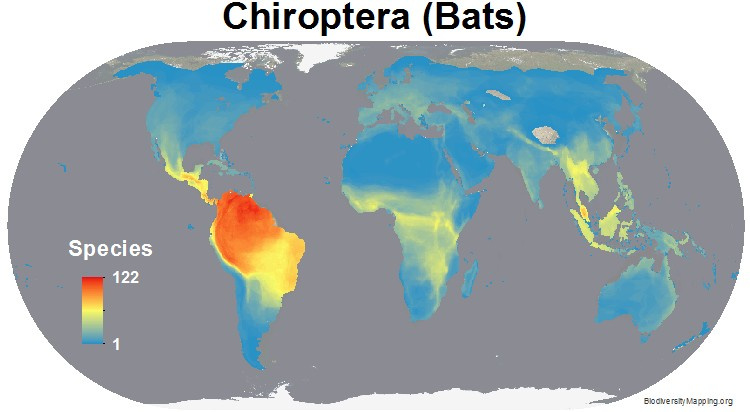 Chiroptera (Bats)
Species
122
1
BiodiversityMapping.org